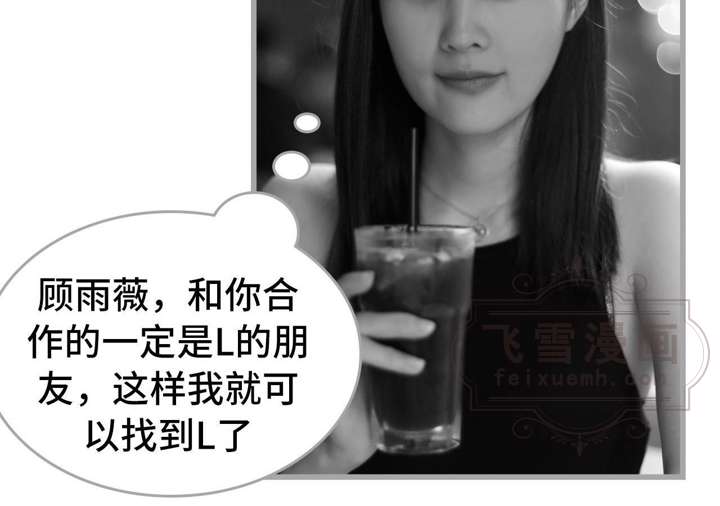 顾雨薇，和你合
作的一定是L的朋
友，这样我就可
以找到L了
飞雪漫画
feixuemh.com